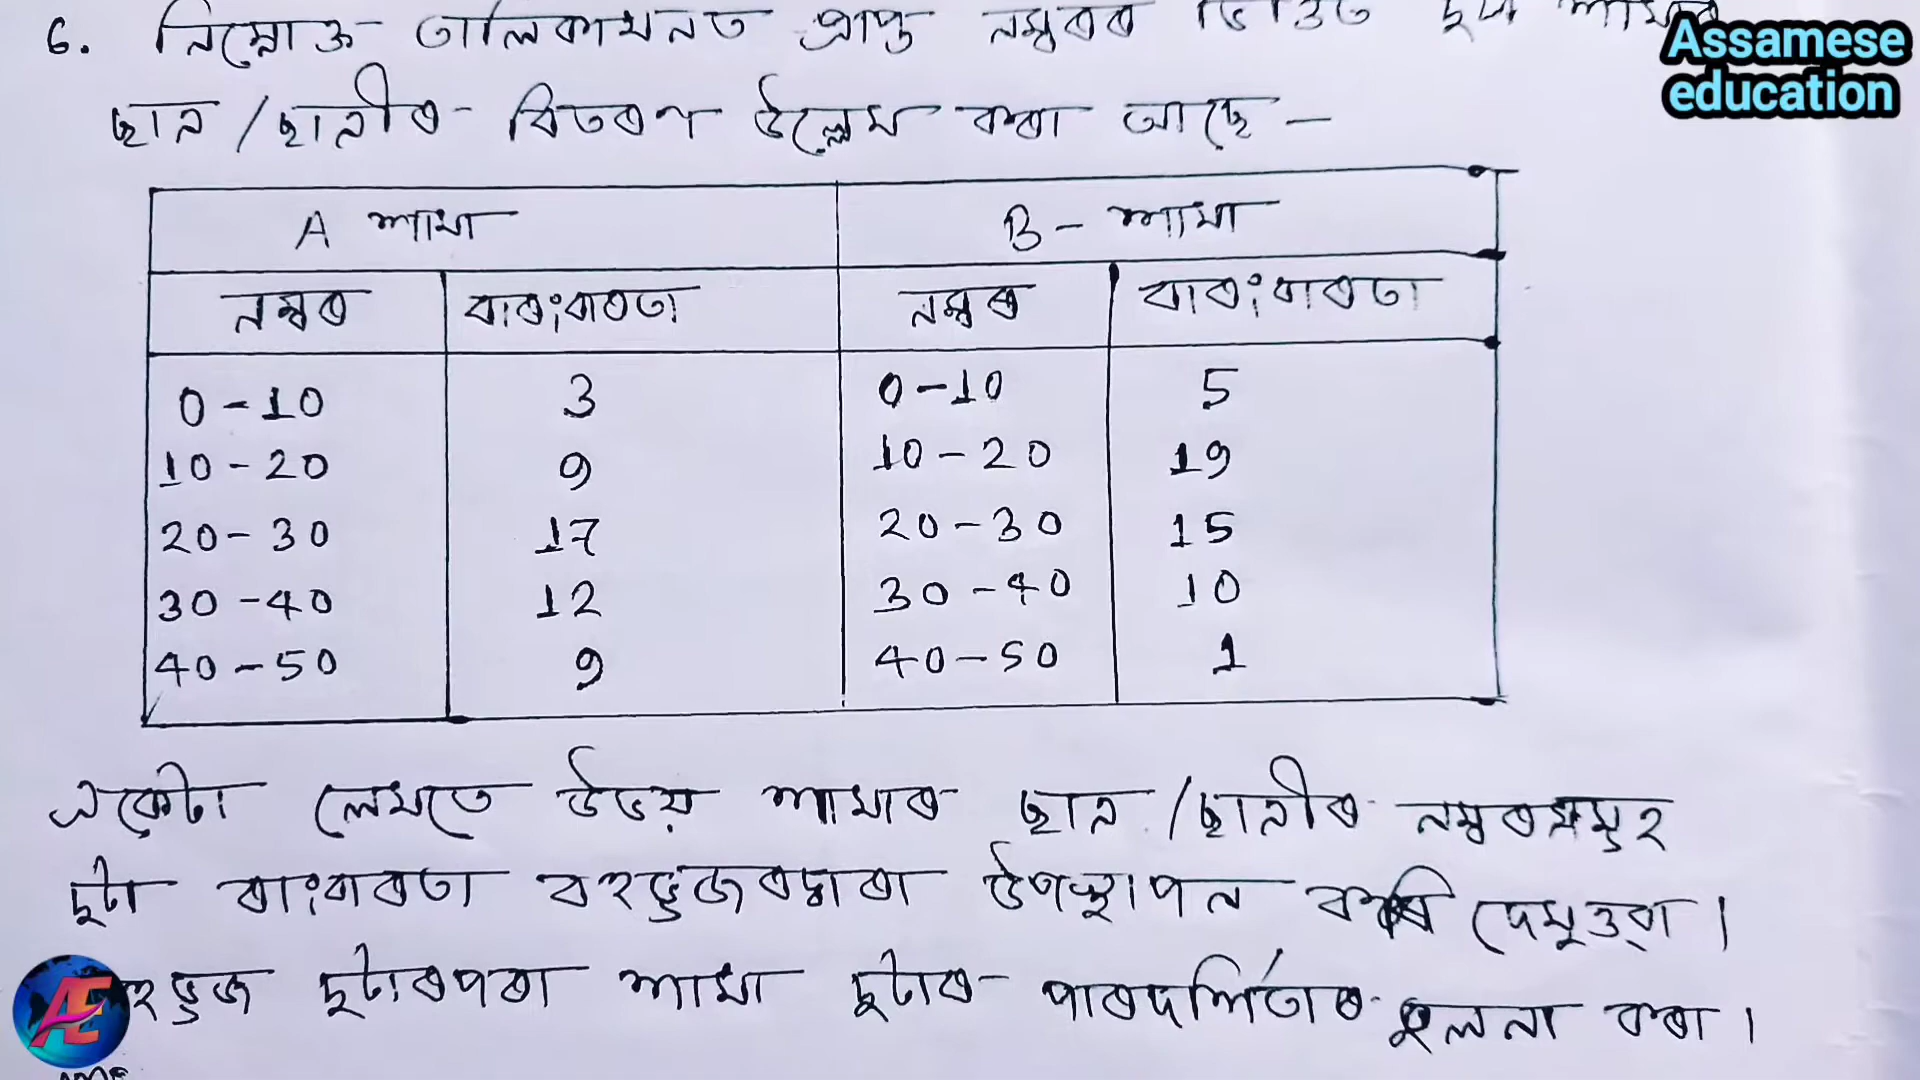 6. নিম্নোক্ত তালিকাখনত প্ৰাপ্ত নম্বৰৰ ভিত্তিত দুটা শাখাৰ
Assamese
education
ছাত্ৰ / ছাত্ৰীৰ বিতৰণ উল্লেখ কৰা আছে -
A শাখা B - শাখা
নম্বৰ বাৰংবাৰতা নম্বৰ বাৰংবাৰতা
0 - 10 3 0 - 10 5
10 - 20 9 10 - 20 19
20 - 30 17 20 - 30 15
30 - 40 12 30 - 40 10
40 - 50 9 40 - 50 1
একেটা লেখতে উভয় শাখাৰ ছাত্ৰ / ছাত্ৰীৰ নম্বৰসমূহ
দুটা বাংবাৰতা বহুভুজৰদ্বাৰা উপস্থাপন কৰি দেখুওৱা।
দুটাৰপৰা শাখা দুটাৰ পাৰদৰ্শিতাৰ তুলনা কৰা।
AE